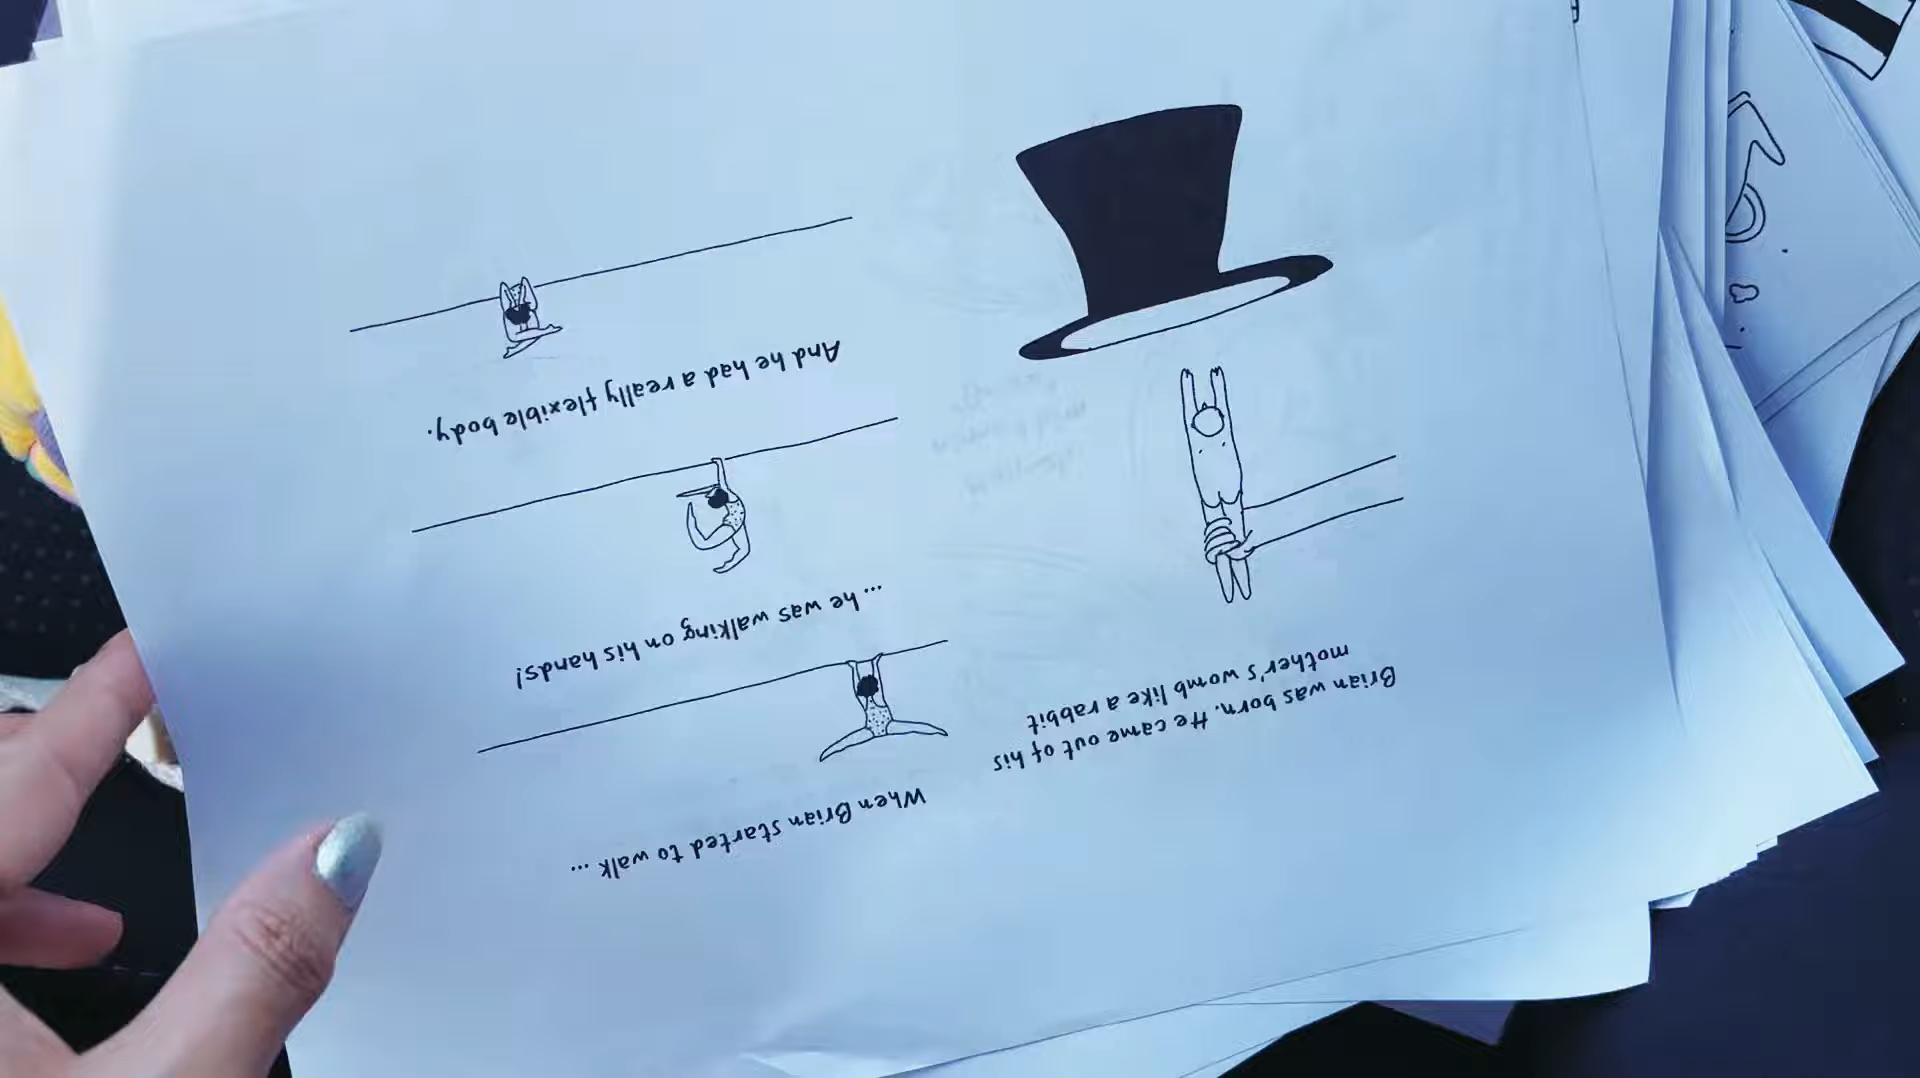 Brian was born. He came out of his
mother's womb like a rabbit
When Brian started to walk ...
... he was walking on his hands!
And he had a really flexible body.